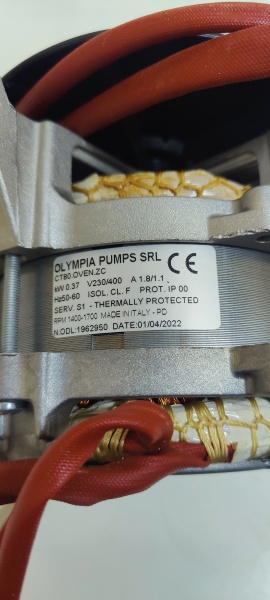 OLYMPIA PUMPS SRL CE
CT80.OVEN.ZC
kW 0.37 V230/400 A 1.8/1.1
Hz50-60 ISOL. CL. F PROT. IP 00
SERV. S1 - THERMALLY PROTECTED
RPM 1400-1700 MADE IN ITALY - PD
N.ODL:1962950 DATE:01/04/2022